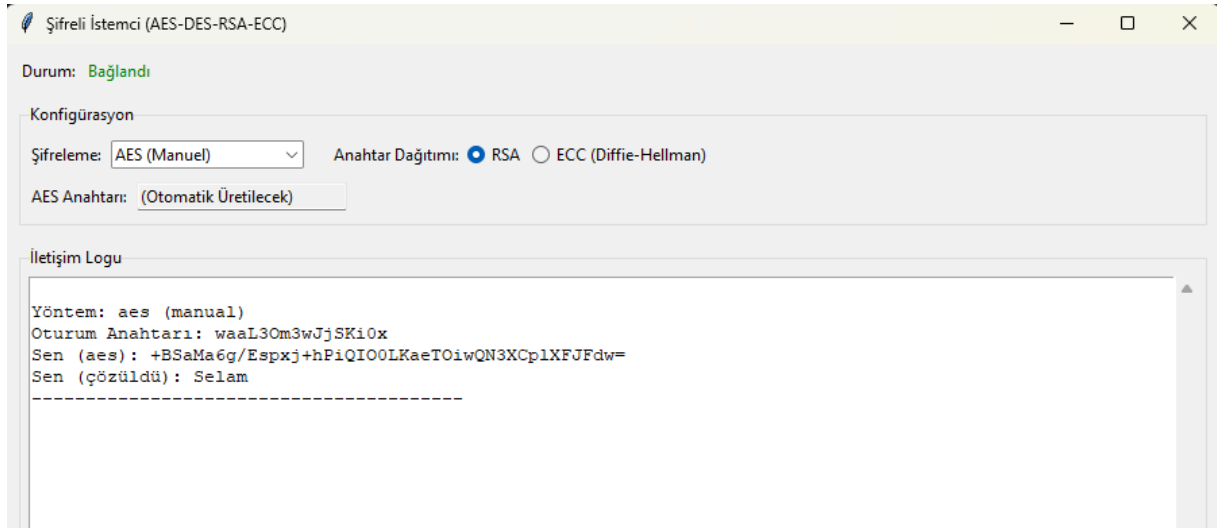 Şifreli İstemci (AES-DES-RSA-ECC)
Durum: Bağlandı
Konfigürasyon
Şifreleme: AES (Manuel) Anahtar Dağıtımı: RSA ECC (Diffie-Hellman)
AES Anahtarı: (Otomatik Üretilecek)
İletişim Logu
Yöntem: aes (manual)
Oturum Anahtarı: waaL3Om3wJjSKi0x
Sen (aes): +BSaMa6g/Espxj+hPiQIO0LKaeTOiwQN3XCplXFJFdw=
Sen (çözüldü): Selam
----------------------------------------